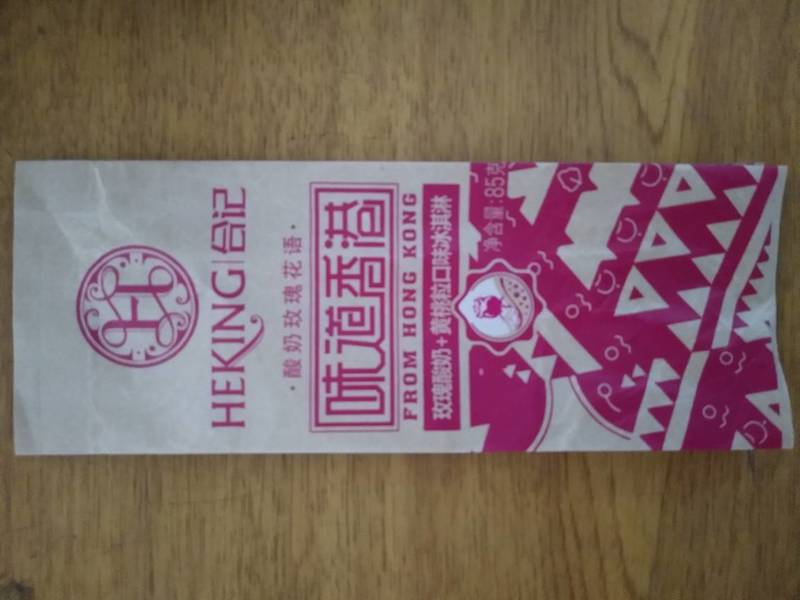 H
HEKING|合记
·酸奶玫瑰花语·
味道香港
FROM HONG KONG
玫瑰酸奶+黄桃粒口味冰淇淋
净含量:85克